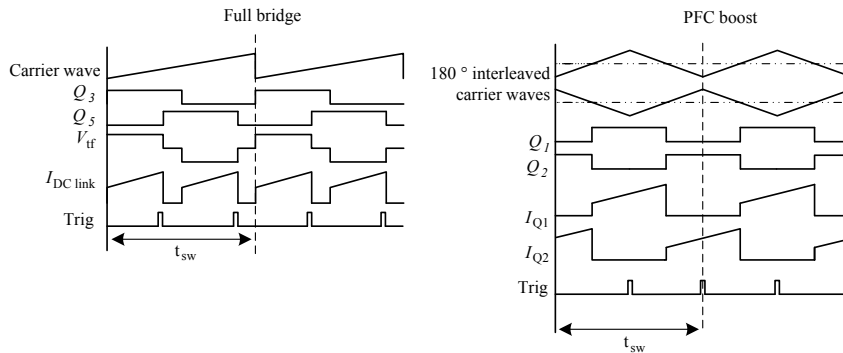 Full bridge
Carrier wave
Q3
Q5
Vtf
IDC link
Trig
tsw
PFC boost
180 ° interleaved
carrier waves
Q1
Q2
IQ1
IQ2
Trig
tsw